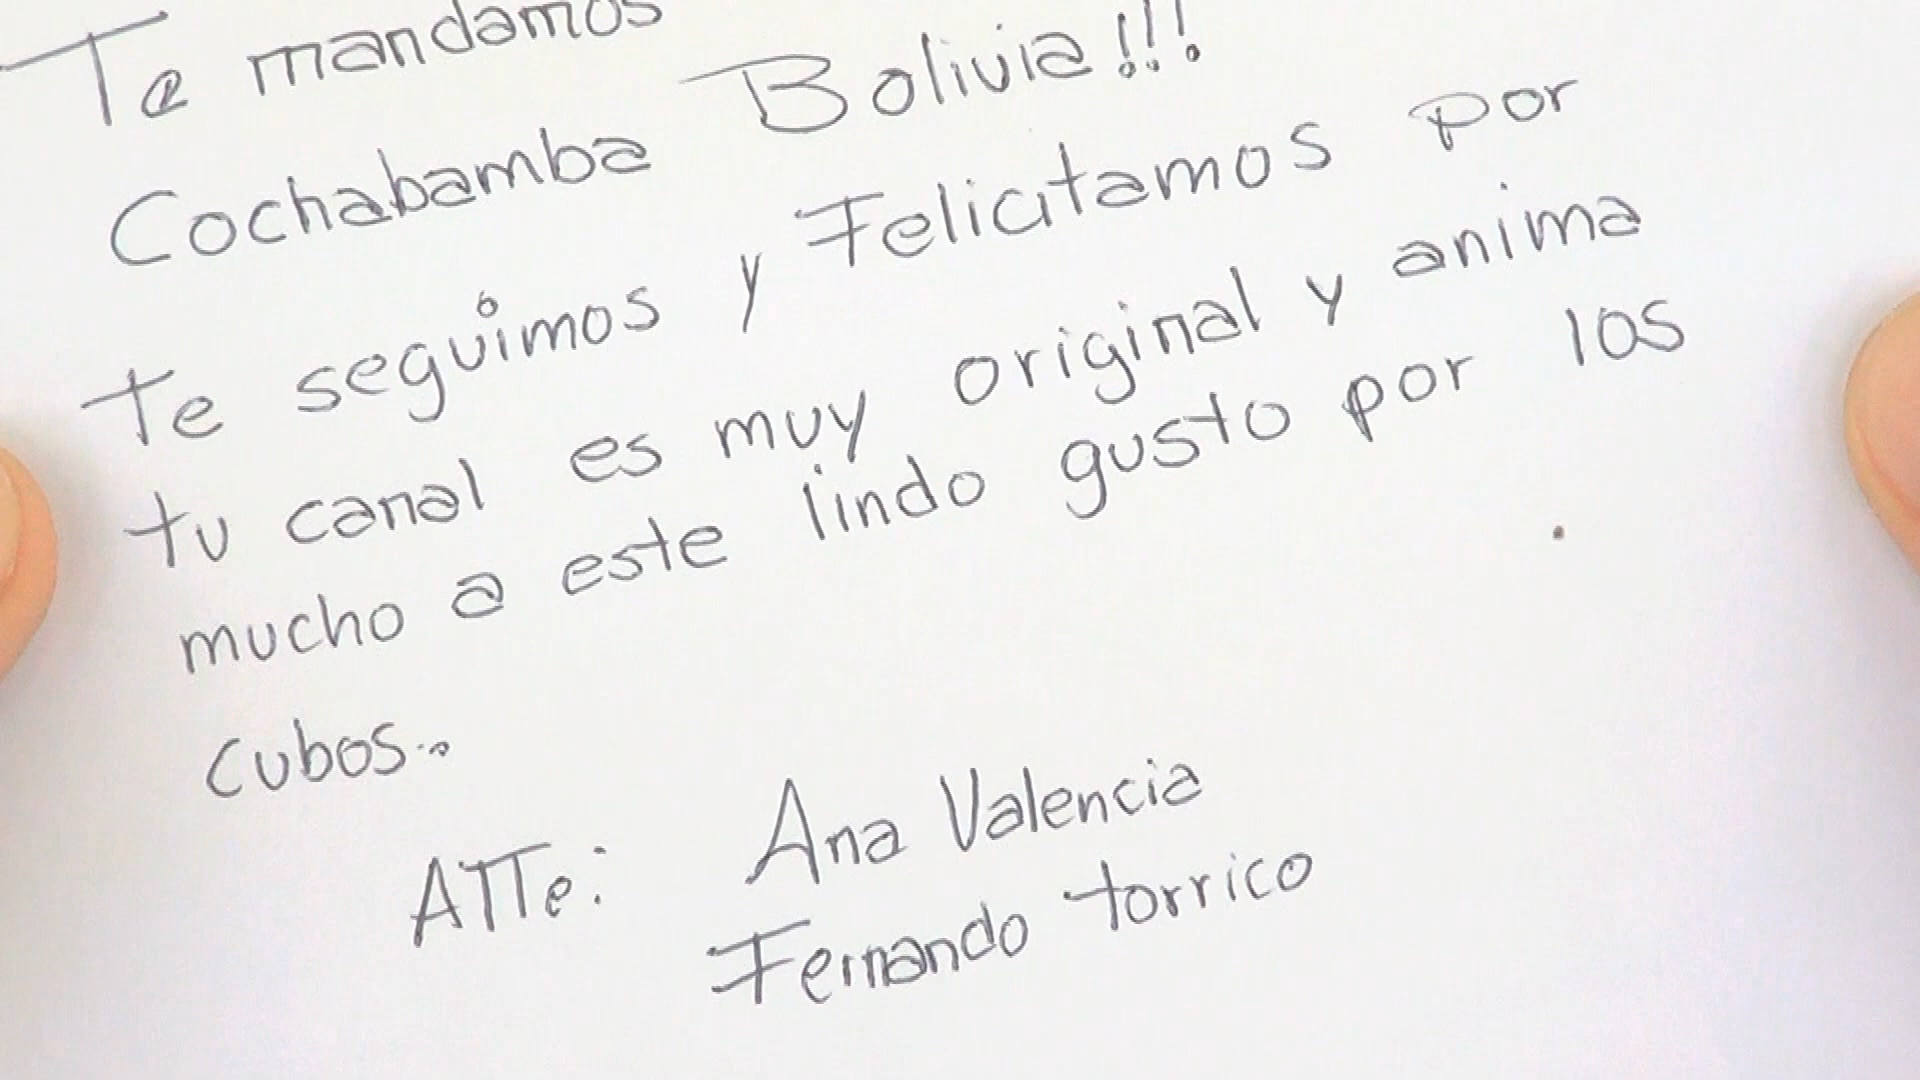 Te mandamos
Cochabamba Bolivia!!!
Te seguimos y Felicitamos por
tu canal es muy original y anima
mucho a este lindo gusto por los
cubos..
ATTe: Ana Valencia
Fernando torrico